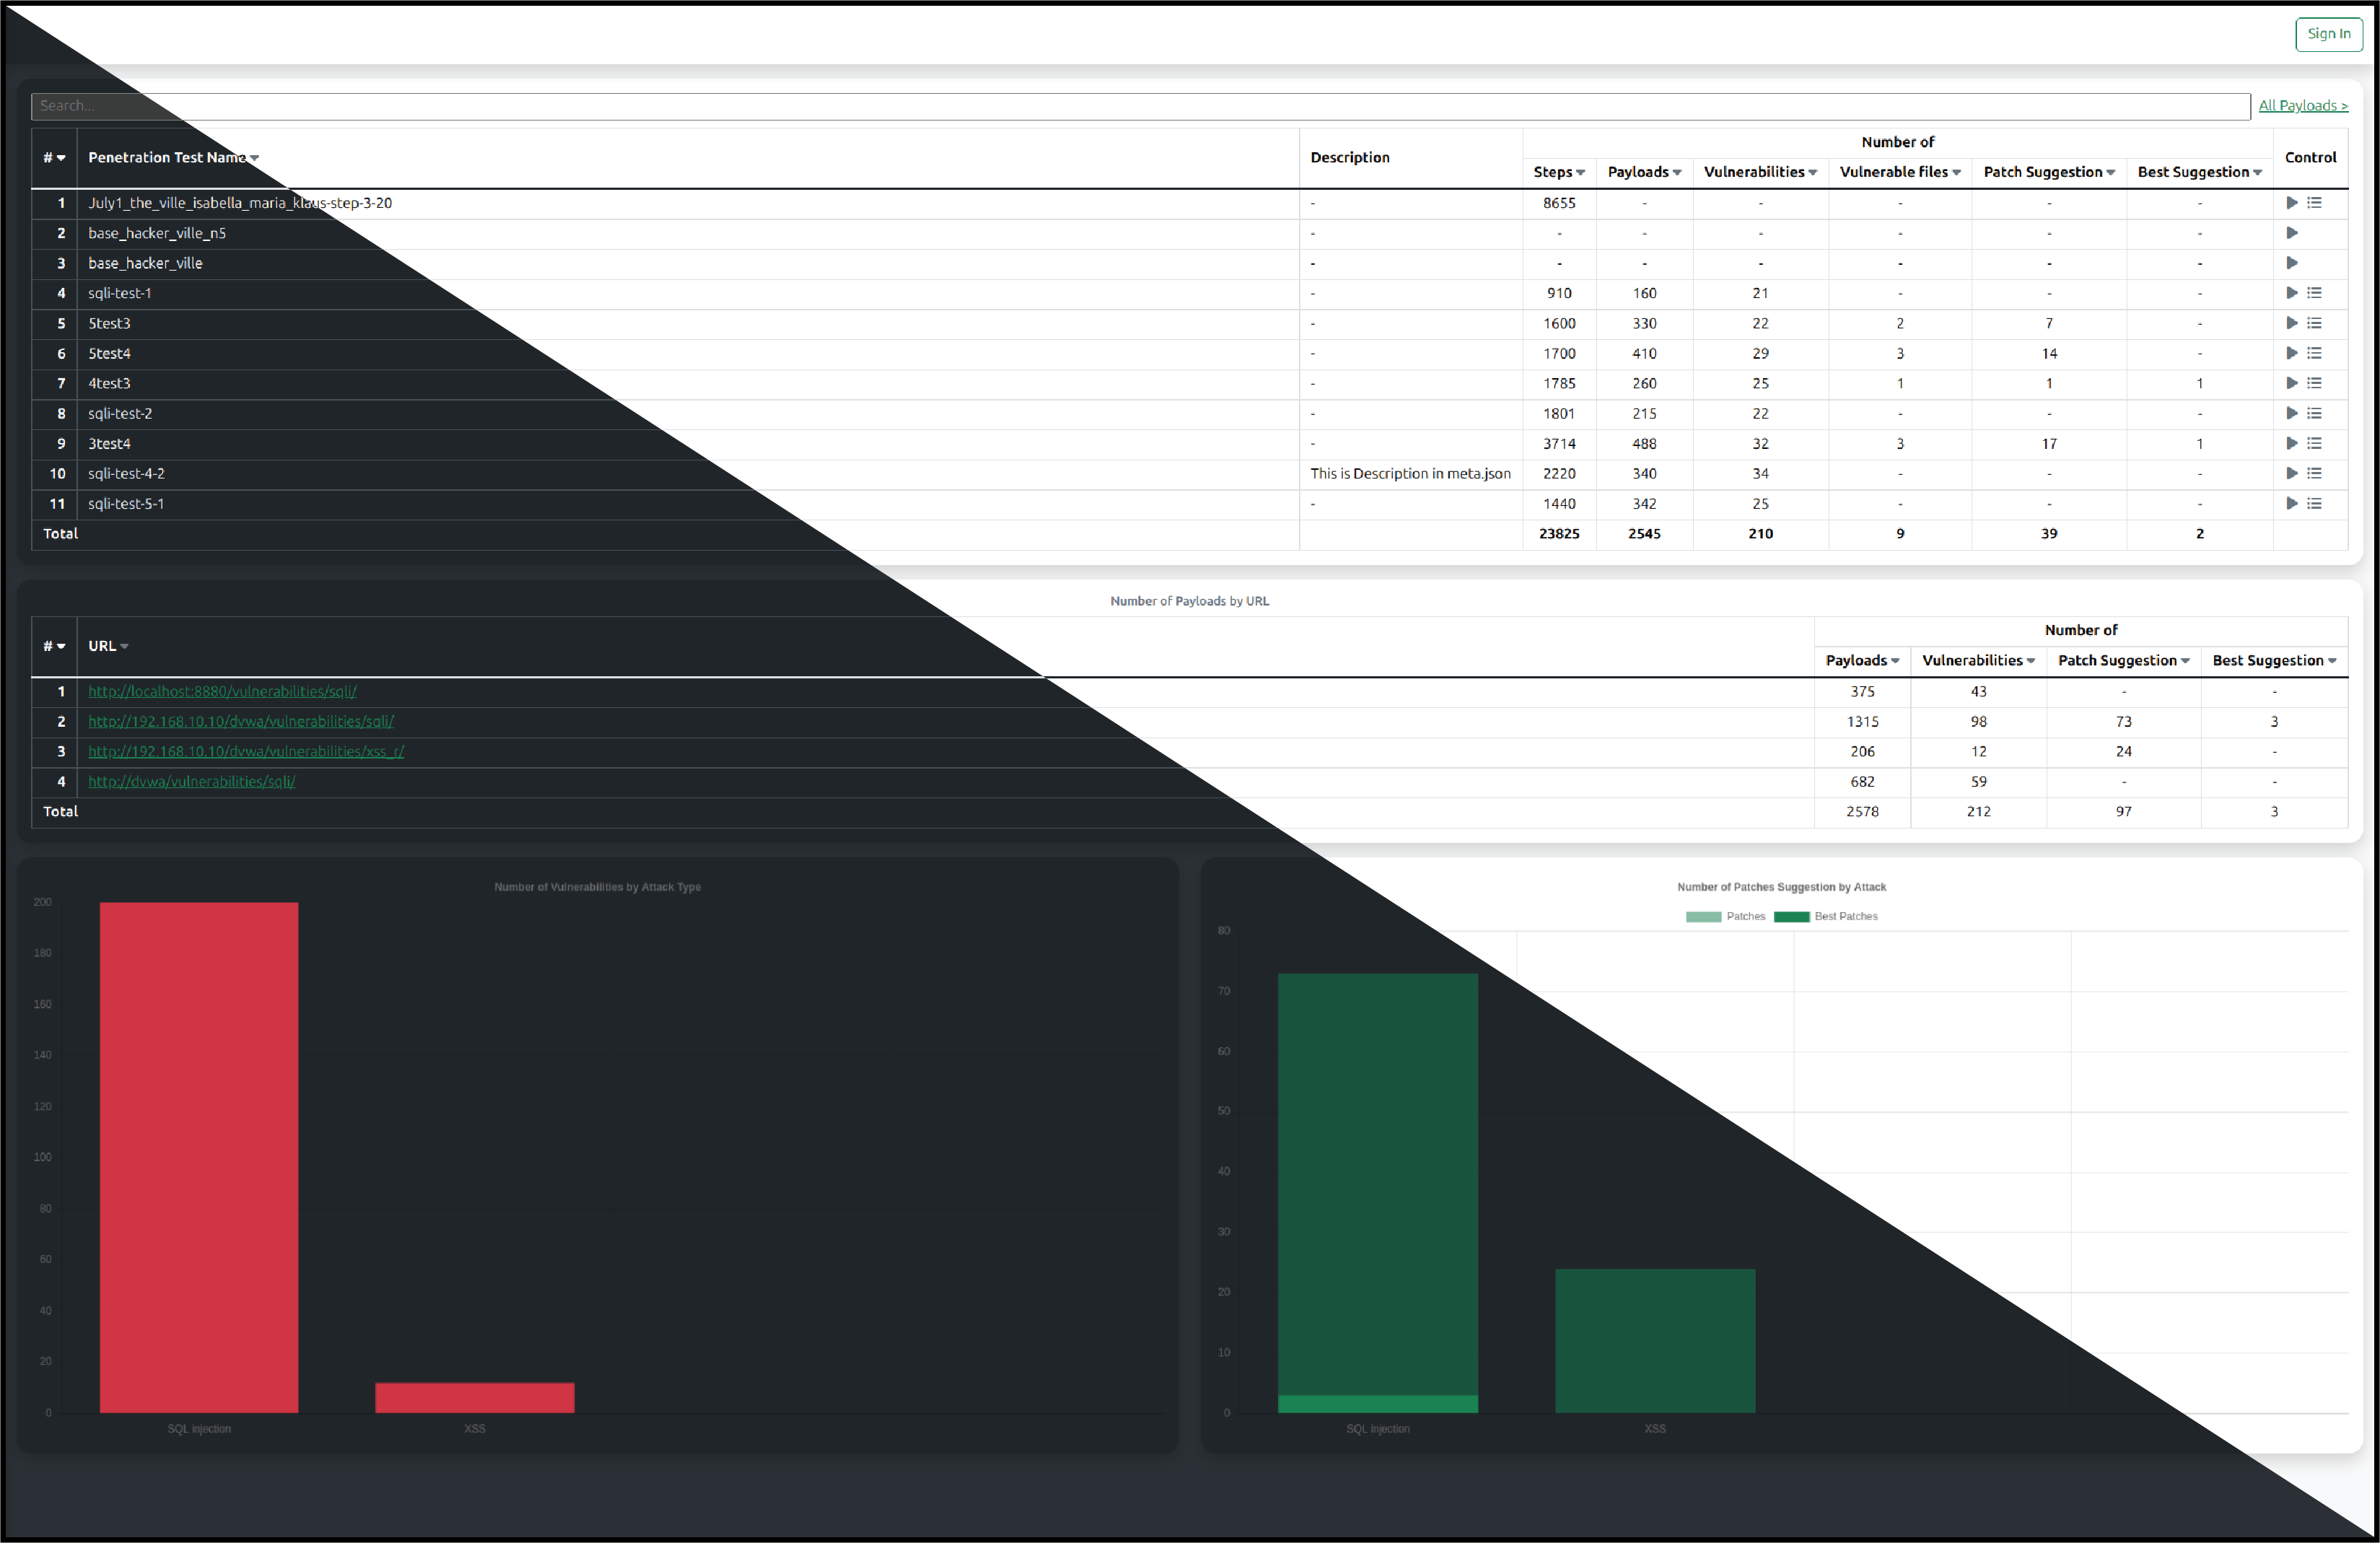 Sign In
Search...
All Payloads >
# Penetration Test Name Description Number of Control
Steps Payloads Vulnerabilities Vulnerable files Patch Suggestion Best Suggestion
1 July1_the_ville_isabella_maria_klaus-step-3-20 - 8655 - - - - -
2 base_hacker_ville_n5 - - - - - - -
3 base_hacker_ville - - - - - - -
4 sqli-test-1 - 910 160 21 - - -
5 5test3 - 1600 330 22 2 7 -
6 5test4 - 1700 410 29 3 14 -
7 4test3 - 1785 260 25 1 1 1
8 sqli-test-2 - 1801 215 22 - - -
9 3test4 - 3714 488 32 3 17 1
10 sqli-test-4-2 This is Description in meta.json 2220 340 34 - - -
11 sqli-test-5-1 - 1440 342 25 - - -
Total 23825 2545 210 9 39 2
Number of Payloads by URL
# URL Number of
Payloads Vulnerabilities Patch Suggestion Best Suggestion
1 http://localhost:8880/vulnerabilities/sqli/ 375 43 - -
2 http://192.168.10.10/dvwa/vulnerabilities/sqli/ 1315 98 73 3
3 http://192.168.10.10/dvwa/vulnerabilities/xss_r/ 206 12 24 -
4 http://dvwa/vulnerabilities/sqli/ 682 59 - -
Total 2578 212 97 3
Number of Vulnerabilities by Attack Type
200
180
160
140
120
100
80
60
40
20
0
SQL injection XSS
Number of Patches Suggestion by Attack
Patches Best Patches
80
70
60
50
40
30
20
10
0
SQL injection XSS